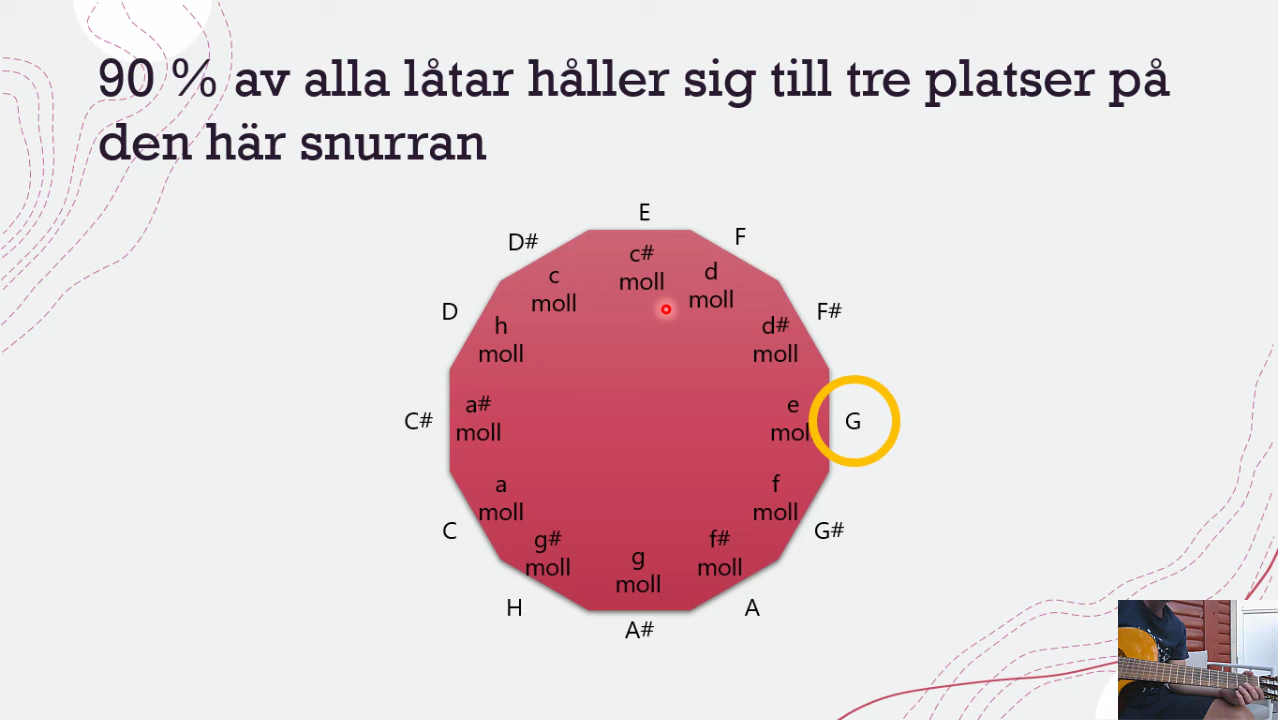 90 % av alla låtar håller sig till tre platser på
den här snurran
E
F
F#
G
G#
A
A#
H
C
C#
D
D#
c#
moll
d
moll
d#
moll
e
mol
f
moll
f#
moll
g
moll
g#
moll
a
moll
a#
moll
h
moll
c
moll